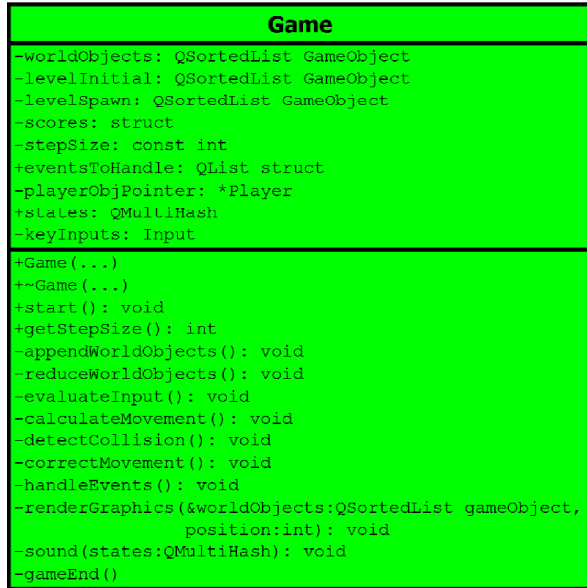 Game
-worldObjects: QSortedList GameObject
-levelInitial: QSortedList GameObject
-levelSpawn: QSortedList GameObject
-scores: struct
-stepSize: const int
+eventsToHandle: QList struct
-playerObjPointer: *Player
+states: QMultiHash
-keyInputs: Input
+Game(...)
+~Game(...)
+start(): void
+getStepSize(): int
-appendWorldObjects(): void
-reduceWorldObjects(): void
-evaluateInput(): void
-calculateMovement(): void
-detectCollision(): void
-correctMovement(): void
-handleEvents(): void
-renderGraphics(&worldObjects:QSortedList gameObject,
position:int): void
-sound(states:QMultiHash): void
-gameEnd()